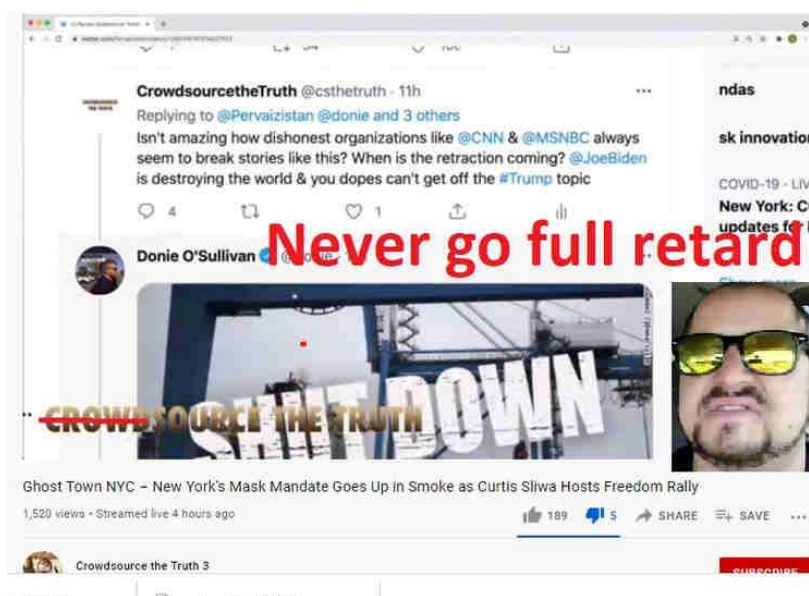 CrowdsourcetheTruth @csthetruth · 11h
Replying to @Pervaizistan @donie and 3 others
Isn't amazing how dishonest organizations like @CNN & @MSNBC always
seem to break stories like this? When is the retraction coming? @JoeBiden
is destroying the world & you dopes can't get off the #Trump topic
4
1
ndas
sk innovation
COVID-19 · LIV
New York: C
updates for
Donie O'Sullivan
Never go full retard
SHUT DOWN
CROWDSOURCE THE TRUTH
Ghost Town NYC – New York's Mask Mandate Goes Up in Smoke as Curtis Sliwa Hosts Freedom Rally
1,520 views • Streamed live 4 hours ago
189
5
SHARE
SAVE
Crowdsource the Truth 3
SUBSCRIBE